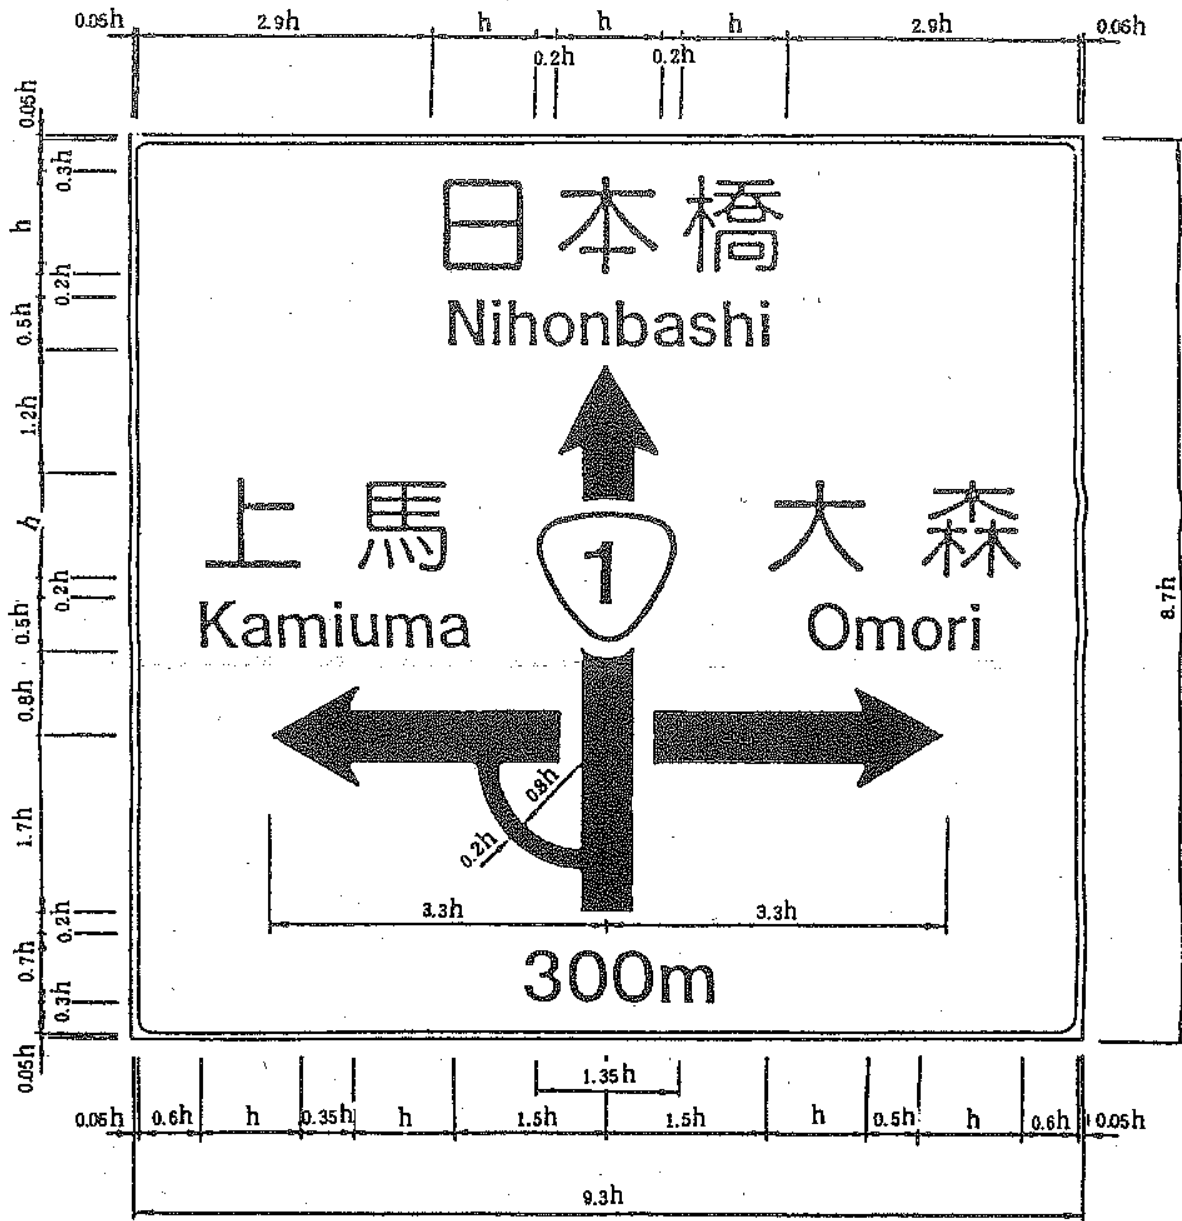 0.05h 2.9h h h h 2.9h 0.05h
0.2h 0.2h
0.05h
0.3h
h
0.2h
0.5h
1.2h
h
0.2h
0.5h
0.8h
1.7h
0.2h
0.7h
0.3h
0.05h
日本橋
Nihonbashi
上馬
Kamiuma
1
大森
Omori
8.7h
0.8h
0.2h
3.3h 3.3h
300m
1.35h
0.05h 0.6h h 0.35h h 1.5h 1.5h h 0.5h h 0.6h 0.05h
9.3h